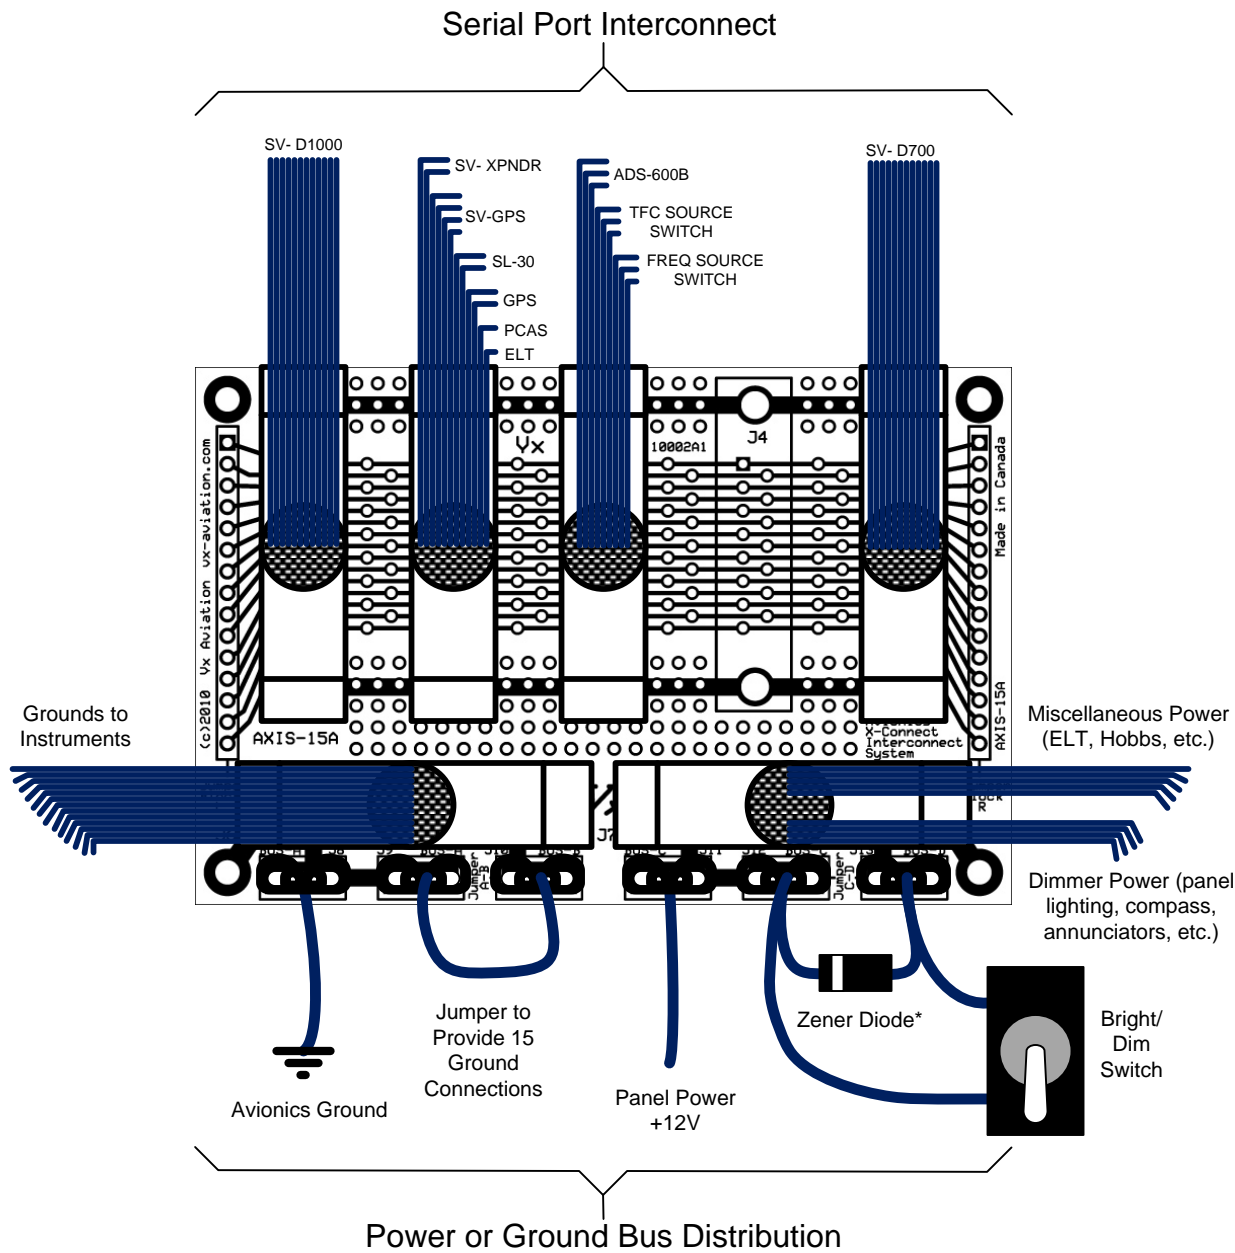 Serial Port Interconnect
SV- D1000
SV- XPNDR
SV-GPS
SL-30
GPS
PCAS
ELT
ADS-600B
TFC SOURCE
SWITCH
FREQ SOURCE
SWITCH
SV- D700
J4
Vx
10002A1
(c)2010 Vx Aviation vx-aviation.com
Made in Canada
AXIS-15A
AXIS-15A
X-Connect
Interconnect
System
Grounds to
Instruments
Miscellaneous Power
(ELT, Hobbs, etc.)
J7
R
Jumper
A-B
Jumper
C-D
Dimmer Power (panel
lighting, compass,
annunciators, etc.)
Zener Diode*
Bright/
Dim
Switch
Jumper to
Provide 15
Ground
Connections
Avionics Ground
Panel Power
+12V
Power or Ground Bus Distribution